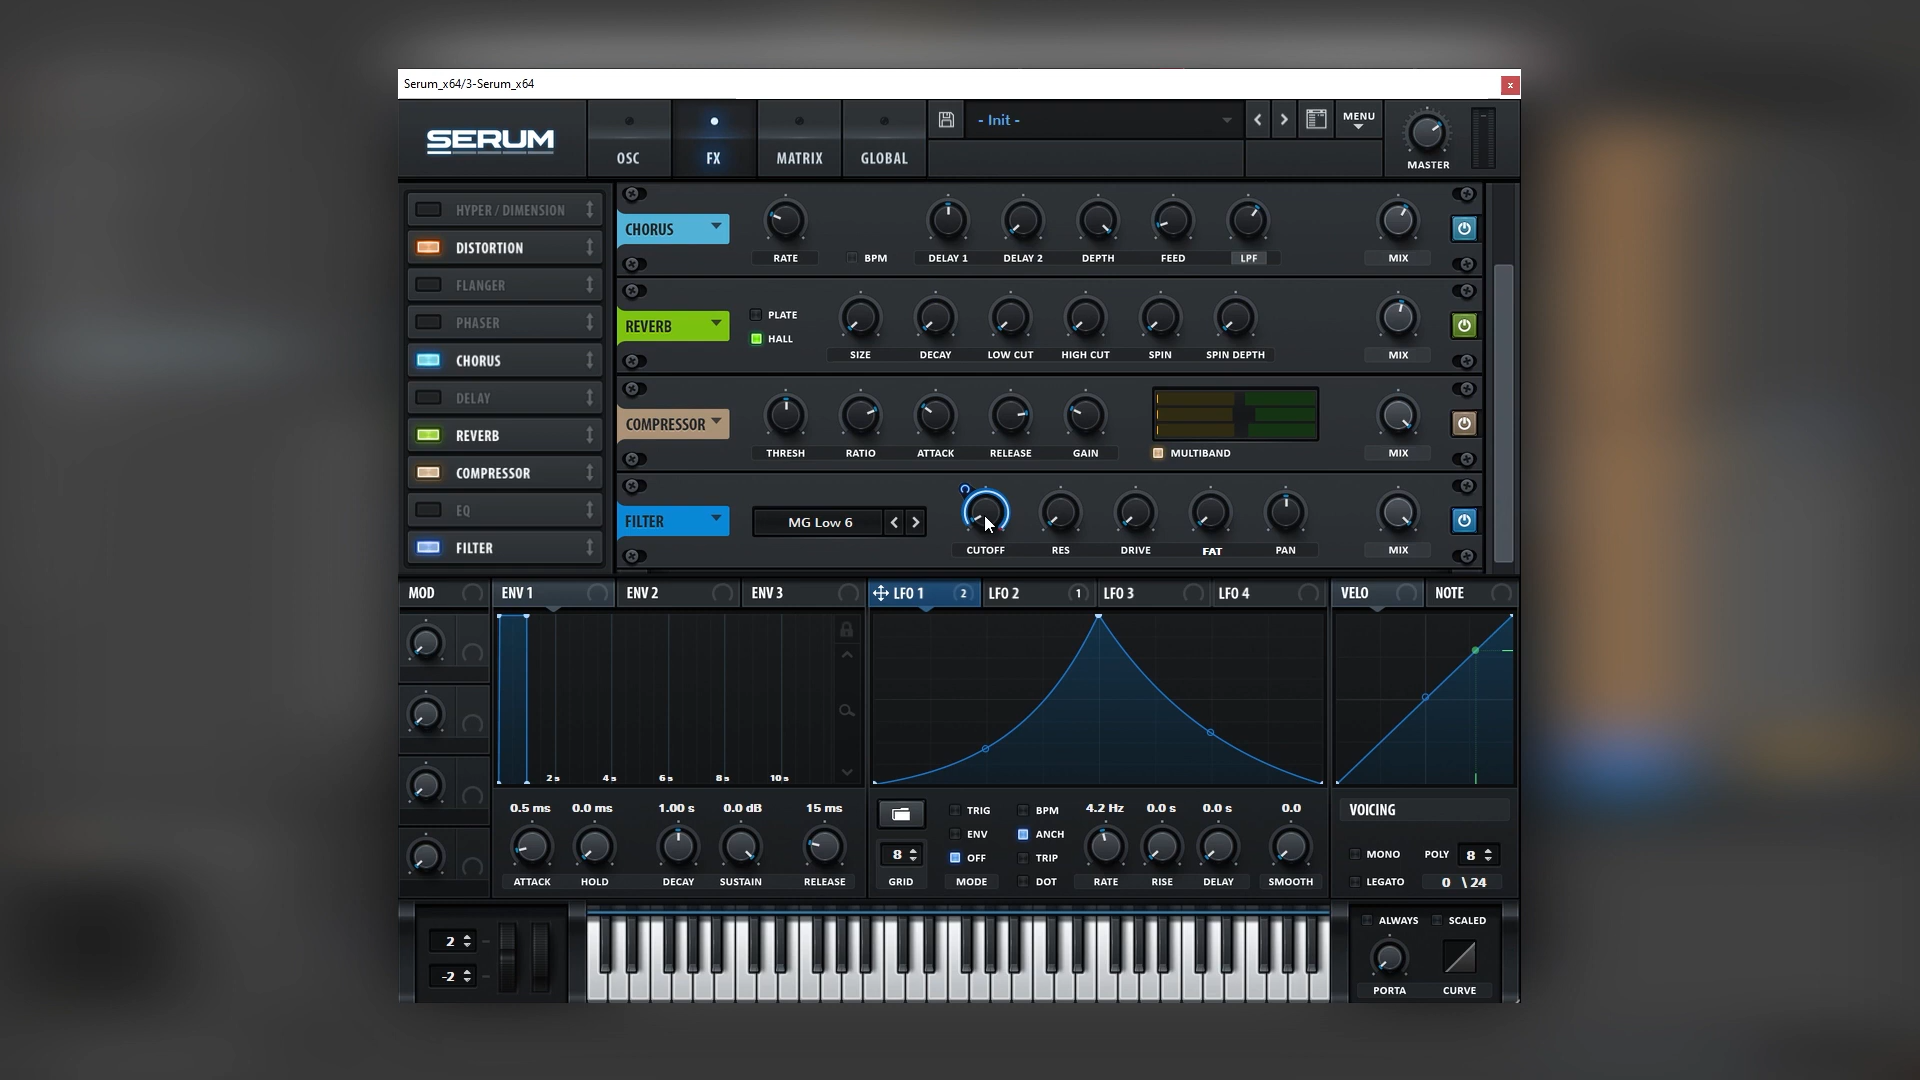 Serum_x64/3-Serum_x64
x
SERUM
OSC
FX
MATRIX
GLOBAL
- Init -
MENU
MASTER
HYPER / DIMENSION
DISTORTION
FLANGER
PHASER
CHORUS
DELAY
REVERB
COMPRESSOR
EQ
FILTER
CHORUS
RATE
BPM
DELAY 1
DELAY 2
DEPTH
FEED
LPF
MIX
REVERB
PLATE
HALL
SIZE
DECAY
LOW CUT
HIGH CUT
SPIN
SPIN DEPTH
MIX
COMPRESSOR
THRESH
RATIO
ATTACK
RELEASE
GAIN
MULTIBAND
MIX
FILTER
MG Low 6
CUTOFF
RES
DRIVE
FAT
PAN
MIX
MOD
ENV 1
ENV 2
ENV 3
LFO 1
2
LFO 2
1
LFO 3
LFO 4
VELO
NOTE
2 s
4 s
6 s
8 s
10 s
0.5 ms
0.0 ms
1.00 s
0.0 dB
15 ms
ATTACK
HOLD
DECAY
SUSTAIN
RELEASE
8
GRID
TRIG
ENV
OFF
MODE
BPM
ANCH
TRIP
DOT
4.2 Hz
0.0 s
0.0 s
0.0
RATE
RISE
DELAY
SMOOTH
VOICING
MONO
POLY
8
LEGATO
0 \ 24
2
-2
ALWAYS
SCALED
PORTA
CURVE